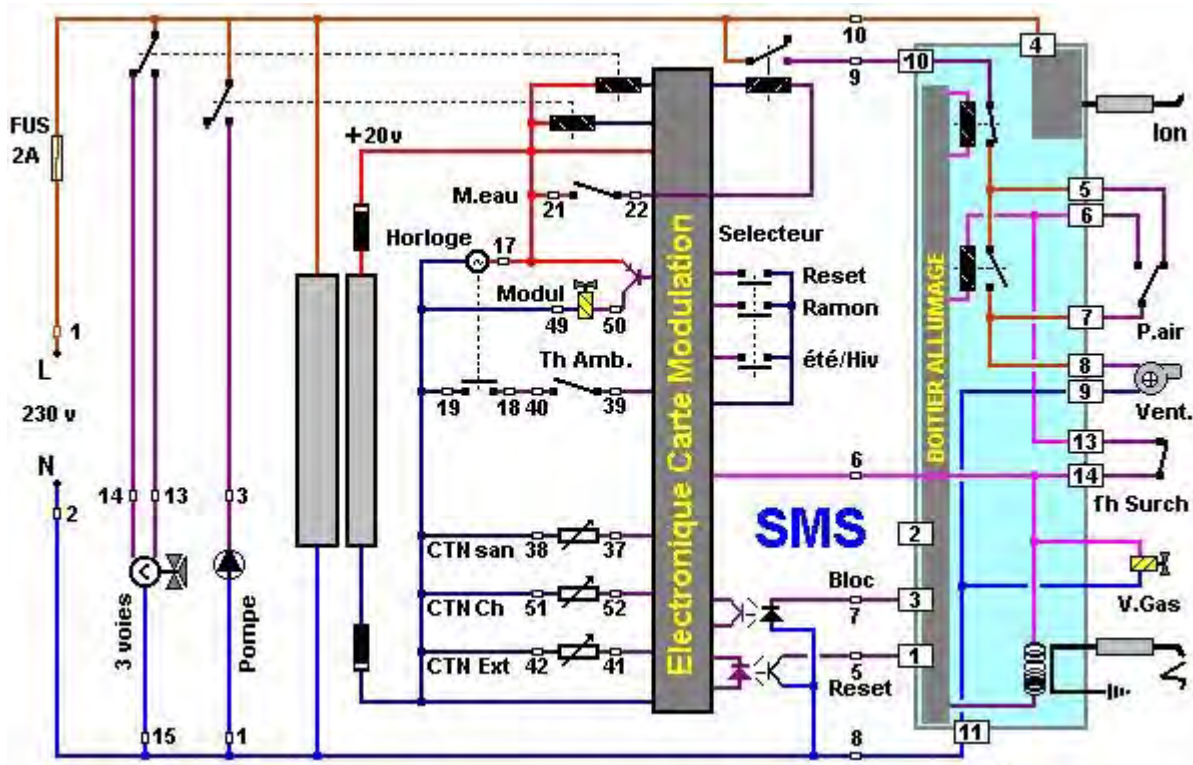 10
4
10
9
FUS
2A
+20v
Ion
M.eau
21
22
5
6
Horloge
17
Selecteur
Reset
Modul
Ramon
7
P.air
1
49
50
L
Th Amb.
été/Hiv
8
230 v
19
18
40
39
9
Vent.
N
6
13
14
13
3
14
Th Surch
2
SMS
2
CTN san
38
37
Bloc
V.Gas
CTN Ch
51
52
7
3
3 voies
Pompe
CTN Ext
42
41
5
1
Reset
15
1
8
11
Electronique Carte Modulation
BOITIER ALLUMAGE